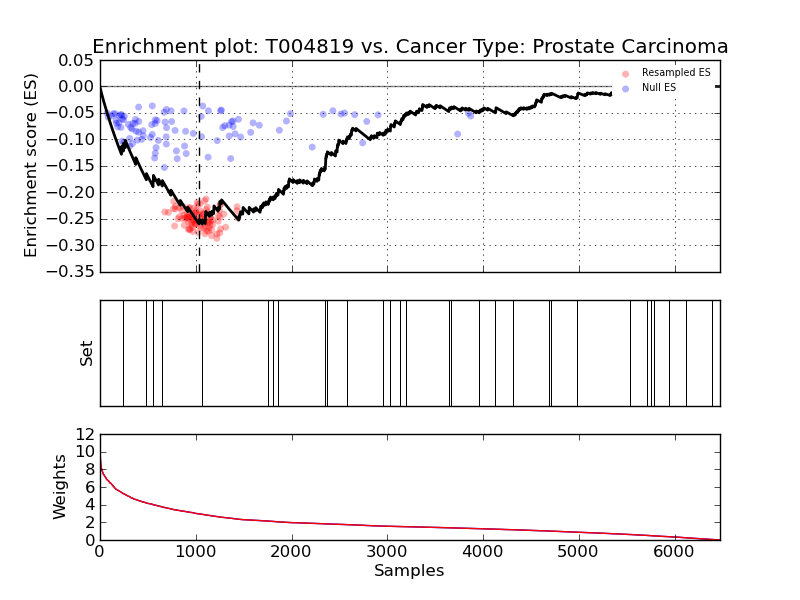 Enrichment plot: T004819 vs. Cancer Type: Prostate Carcinoma
Enrichment score (ES)
0.05
0.00
−0.05
−0.10
−0.15
−0.20
−0.25
−0.30
−0.35
Resampled ES
Null ES
Set
Weights
12
10
8
6
4
2
0
0 1000 2000 3000 4000 5000 6000
Samples